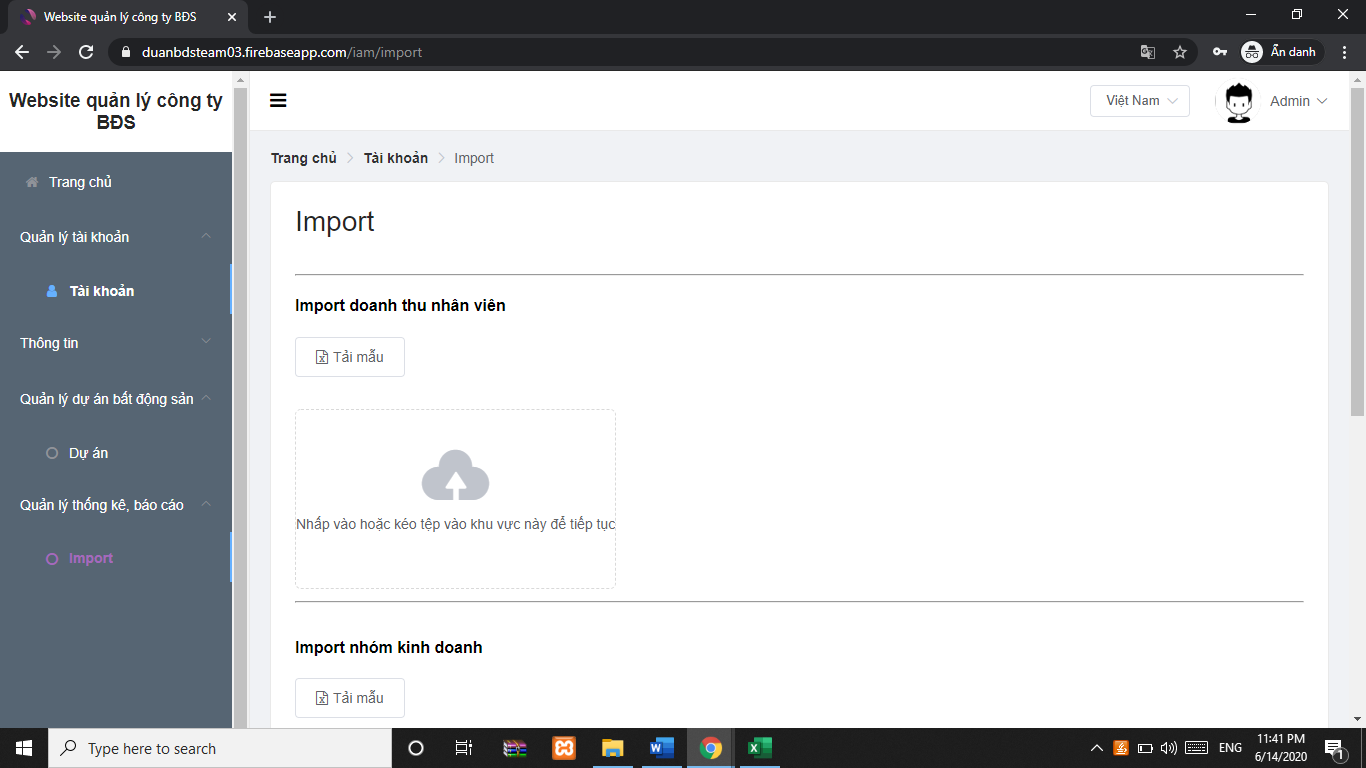 Website quản lý công ty BĐS
duanbdsteam03.firebaseapp.com/iam/import
Ẩn danh
Website quản lý công ty
BĐS
Việt Nam
Admin
Trang chủ
Quản lý tài khoản
Tài khoản
Thông tin
Quản lý dự án bất động sản
Dự án
Quản lý thống kê, báo cáo
Import
Trang chủ > Tài khoản > Import
Import
Import doanh thu nhân viên
Tải mẫu
Nhấp vào hoặc kéo tệp vào khu vực này để tiếp tục
Import nhóm kinh doanh
Tải mẫu
Type here to search
ENG
11:41 PM
6/14/2020
1